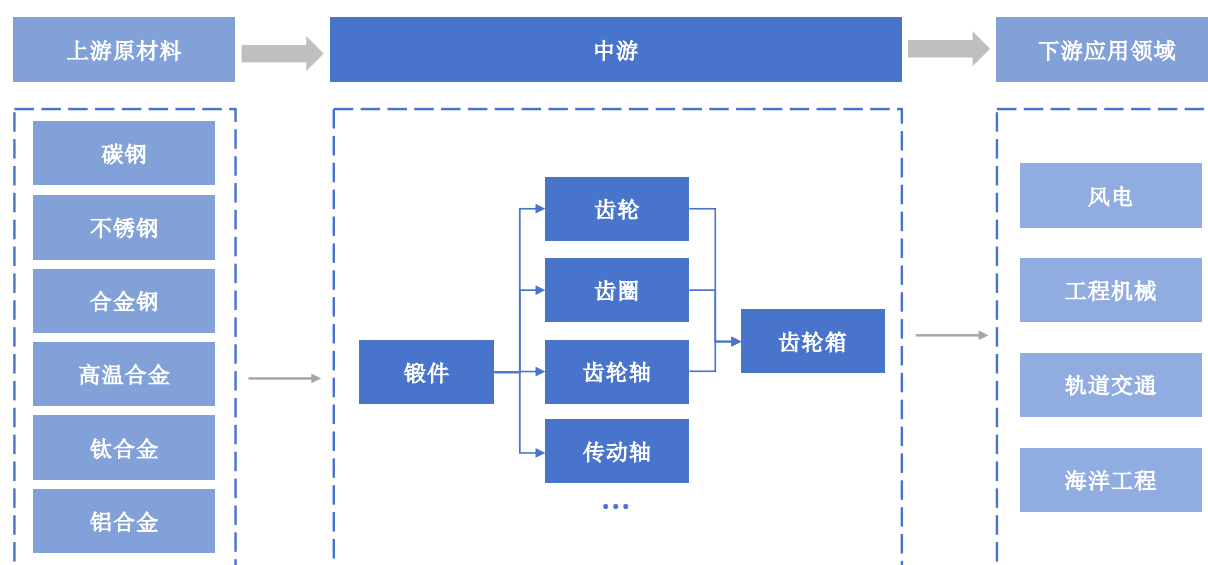 上游原材料
中游
下游应用领域
碳钢
不锈钢
合金钢
高温合金
钛合金
铝合金
锻件
齿轮
齿圈
齿轮轴
传动轴
...
齿轮箱
风电
工程机械
轨道交通
海洋工程